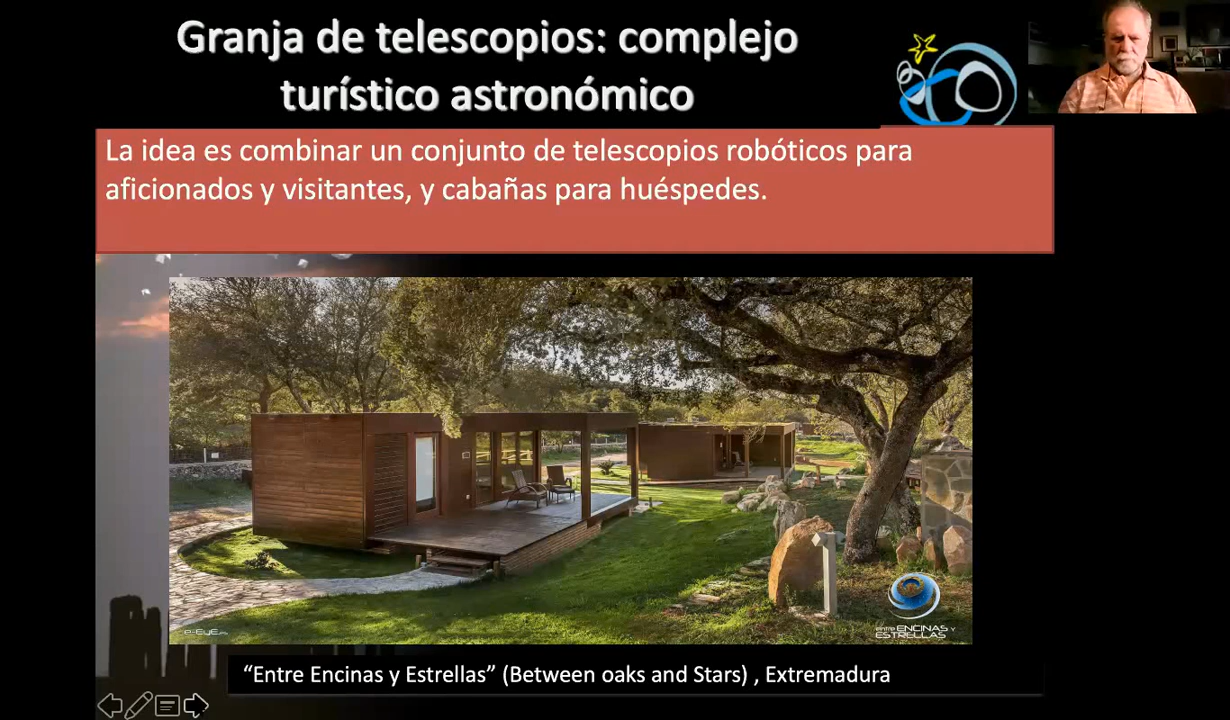 Granja de telescopios: complejo
turístico astronómico
La idea es combinar un conjunto de telescopios robóticos para
aficionados y visitantes, y cabañas para huéspedes.
entre ENCINAS Y
ESTRELLAS
"Entre Encinas y Estrellas" (Between oaks and Stars) , Extremadura